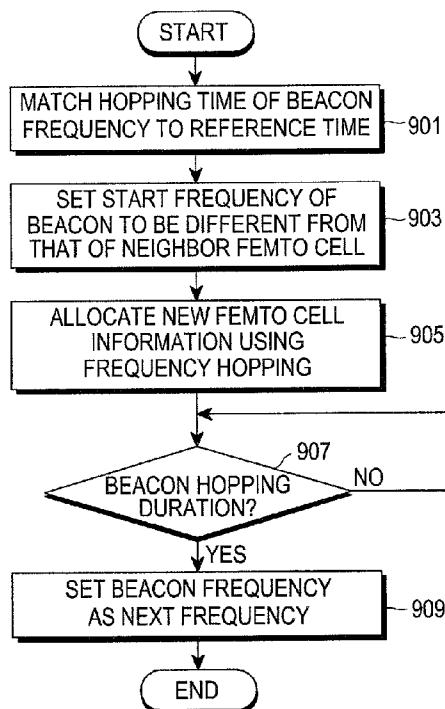 START
MATCH HOPPING TIME OF BEACON
FREQUENCY TO REFERENCE TIME
901
SET START FREQUENCY OF
BEACON TO BE DIFFERENT FROM
THAT OF NEIGHBOR FEMTO CELL
903
ALLOCATE NEW FEMTO CELL
INFORMATION USING
FREQUENCY HOPPING
905
907
BEACON HOPPING
DURATION?
NO
YES
SET BEACON FREQUENCY
AS NEXT FREQUENCY
909
END